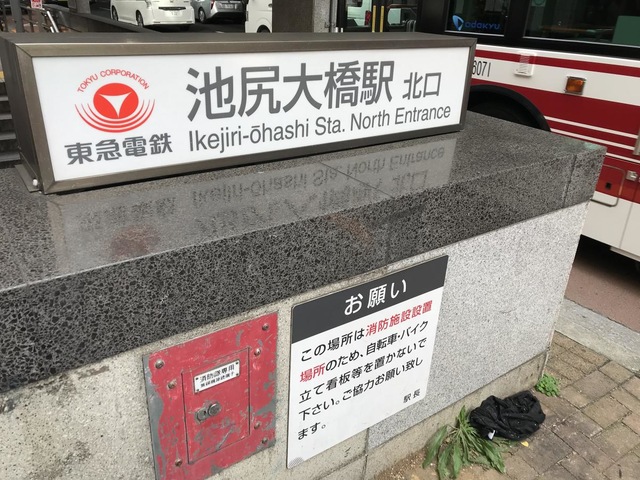 TOKYU CORPORATION
東急電鉄
池尻大橋駅 北口
Ikejiri-ōhashi Sta. North Entrance
6071
お願い
この場所は消防施設設置
場所のため、自転車・バイク
立て看板等を置かないで
下さい。ご協力お願い致し
ます。
駅長
消防隊専用